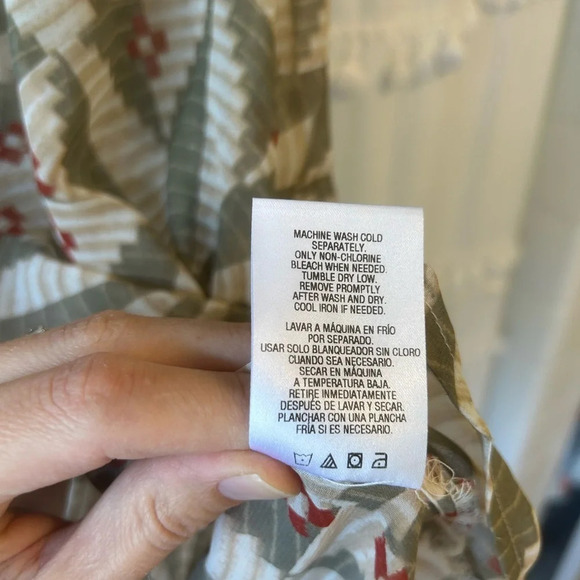 MACHINE WASH COLD
SEPARATELY.
ONLY NON-CHLORINE
BLEACH WHEN NEEDED.
TUMBLE DRY LOW.
REMOVE PROMPTLY
AFTER WASH AND DRY.
COOL IRON IF NEEDED.
LAVAR A MÁQUINA EN FRÍO
POR SEPARADO.
USAR SOLO BLANQUEADOR SIN CLORO
CUANDO SEA NECESARIO.
SECAR EN MÁQUINA
A TEMPERATURA BAJA.
RETIRE INMEDIATAMENTE
DESPUÉS DE LAVAR Y SECAR.
PLANCHAR CON UNA PLANCHA
FRÍA SI ES NECESARIO.